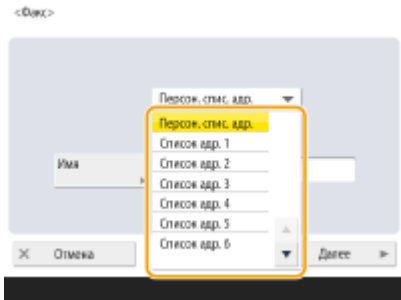 <Факс>
Персон. спис. адр.
Персон. спис. адр.
Список адр. 1
Список адр. 2
Имя
Список адр. 3
Список адр. 4
Список адр. 5
Список адр. 6
Отмена
Далее